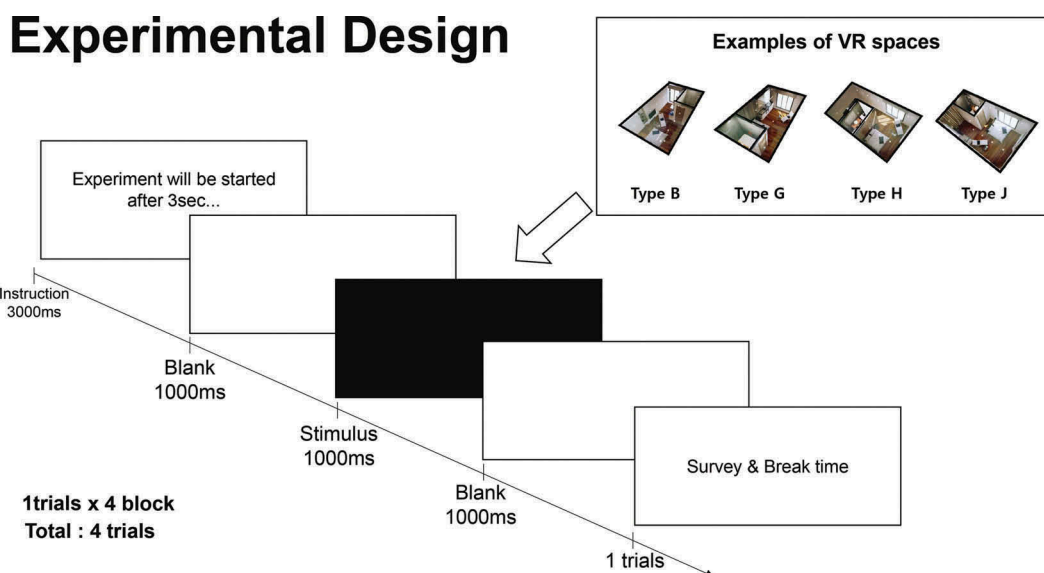 Experimental Design
Examples of VR spaces
Type B
Type G
Type H
Type J
Experiment will be started
after 3sec...
Instruction
3000ms
Blank
1000ms
Stimulus
1000ms
Blank
1000ms
Survey & Break time
1 trials
1trials x 4 block
Total : 4 trials